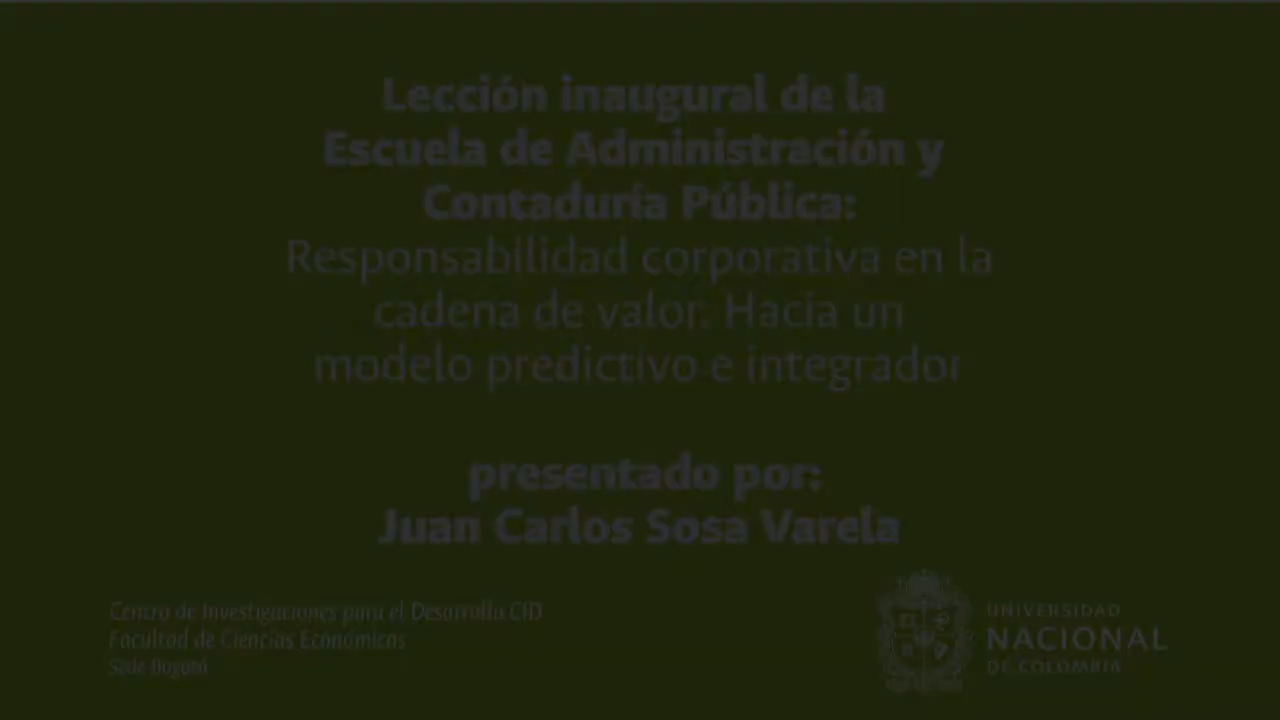 Lección inaugural de la
Escuela de Administración y
Contaduría Pública:
Responsabilidad corporativa en la
cadena de valor. Hacia un
modelo predictivo e integrador
presentado por:
Juan Carlos Sosa Varela
Centro de Investigaciones para el Desarrollo CID
Facultad de Ciencias Económicas
Sede Bogotá
UNIVERSIDAD
NACIONAL
DE COLOMBIA